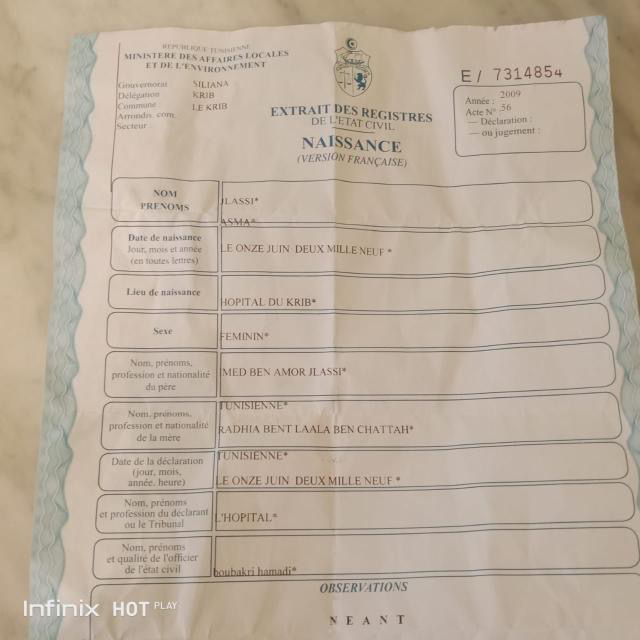 REPUBLIQUE TUNISIENNE
MINISTERE DES AFFAIRES LOCALES
ET DE L'ENVIRONNEMENT
Gouvernorat SILIANA
Délégation KRIB
Commune : LE KRIB
Arrondis. com.
Secteur :
EXTRAIT DES REGISTRES
DE L'ETAT CIVIL
NAISSANCE
(VERSION FRANÇAISE)
E/ 7314854
Année : 2009
Acte N° 56
— Déclaration :
— ou jugement :
NOM
PRENOMS
JLASSI*
ASMA*
Date de naissance
Jour, mois et année
(en toutes lettres)
LE ONZE JUIN DEUX MILLE NEUF *
Lieu de naissance
HOPITAL DU KRIB*
Sexe
FEMININ*
Nom, prénoms,
profession et nationalité
du père
MED BEN AMOR JLASSI*
TUNISIENNE*
Nom, prénoms,
profession et nationalité
de la mère
RADHIA BENT LAALA BEN CHATTAH*
TUNISIENNE*
Date de la déclaration
(jour, mois,
année, heure)
LE ONZE JUIN DEUX MILLE NEUF *
Nom, prénoms
et profession du déclarant
ou le Tribunal
L'HOPITAL*
Nom, prénoms
et qualité de l'officier
de l'état civil
boubakri hamadi*
OBSERVATIONS
NEANT
Infinix HOT PLAY